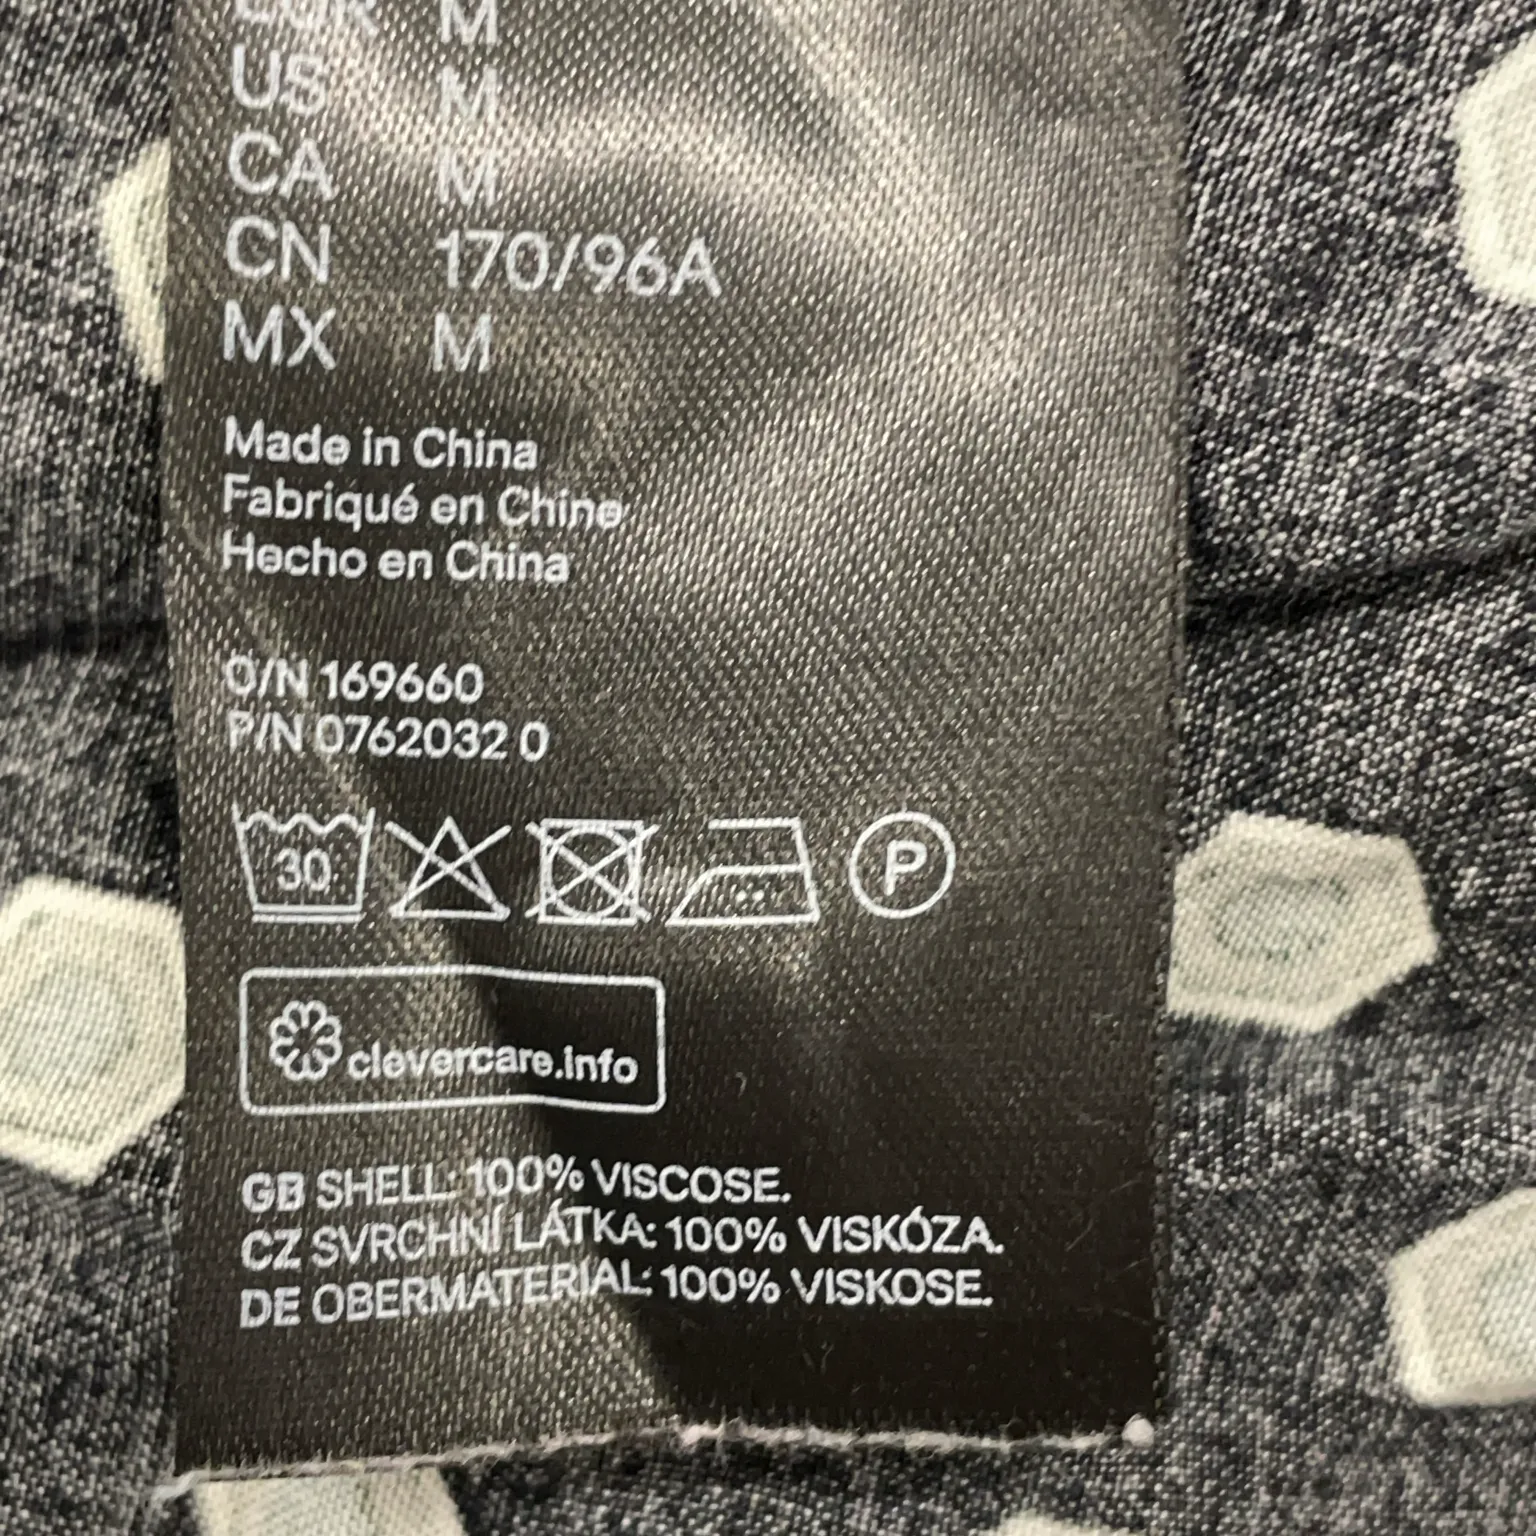 EUR M
US M
CA M
CN 170/96A
MX M
Made in China
Fabriqué en Chine
Hecho en China
O/N 169660
P/N 0762032 0
30 P
clevercare.info
GB SHELL: 100% VISCOSE.
CZ SVRCHNÍ LÁTKA: 100% VISKÓZA.
DE OBERMATERIAL: 100% VISKOSE.